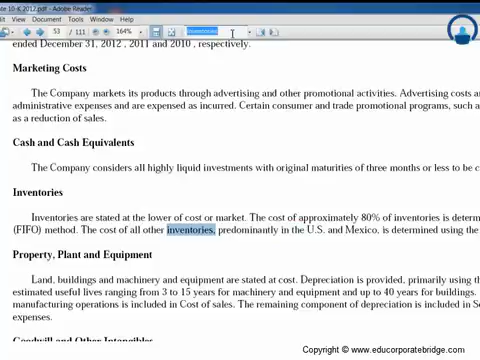 te 10-K 2012.pdf - Adobe Reader
View Document Tools Window Help
53 / 111 164%
ended December 31, 2012 , 2011 and 2010 , respectively.
Marketing Costs
The Company markets its products through advertising and other promotional activities. Advertising costs a
administrative expenses and are expensed as incurred. Certain consumer and trade promotional programs, such a
as a reduction of sales.
Cash and Cash Equivalents
The Company considers all highly liquid investments with original maturities of three months or less to be c
Inventories
Inventories are stated at the lower of cost or market. The cost of approximately 80% of inventories is determ
(FIFO) method. The cost of all other inventories, predominantly in the U.S. and Mexico, is determined using the
Property, Plant and Equipment
Land, buildings and machinery and equipment are stated at cost. Depreciation is provided, primarily using th
estimated useful lives ranging from 3 to 15 years for machinery and equipment and up to 40 years for buildings.
manufacturing operations is included in Cost of sales. The remaining component of depreciation is included in Se
expenses.
Goodwill and Other Intangibles
Copyright © www.educorporatebridge.com